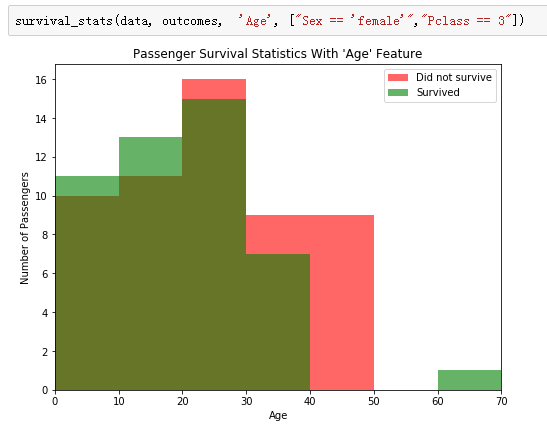 survival_stats(data, outcomes, 'Age', ["Sex == 'female'","Pclass == 3"])
Passenger Survival Statistics With 'Age' Feature
Did not survive
Survived
16
14
12
10
8
6
4
2
0
Number of Passengers
0 10 20 30 40 50 60 70
Age